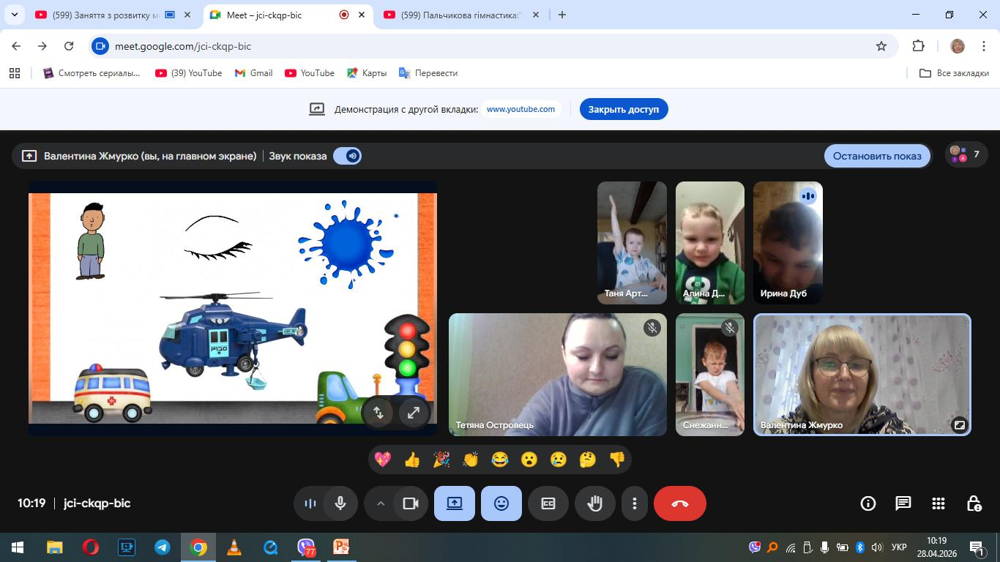 (599) Заняття з розвитку м
Meet – jci-ckqp-bic
(599) Пальчикова гімнастика:"
meet.google.com/jci-ckqp-bic
Смотреть сериалы...
(39) YouTube
Gmail
YouTube
Карты
Перевести
Все закладки
Демонстрация с другой вкладки:
www.youtube.com
Закрыть доступ
Валентина Жмурко (вы, на главном экране)
Звук показа
Остановить показ
7
P130
Таня Арт...
Алина Д...
Ирина Дуб
Тетяна Островець
Снежанн...
Валентина Жмурко
10:19
jci-ckqp-bic
CC
77
УКР
10:19
28.04.2026
1